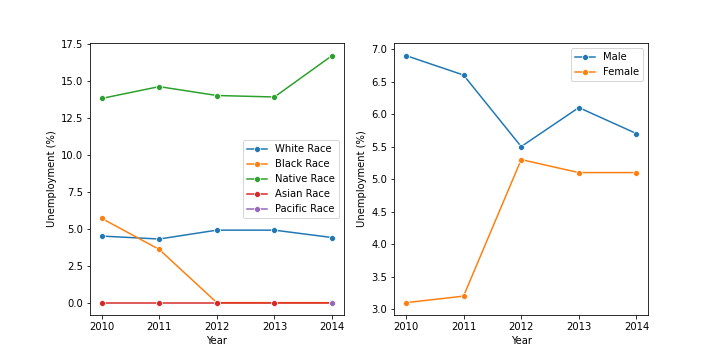 Unemployment (%)
17.5
15.0
12.5
10.0
7.5
5.0
2.5
0.0
White Race
Black Race
Native Race
Asian Race
Pacific Race
2010 2011 2012 2013 2014
Year
Unemployment (%)
7.0
6.5
6.0
5.5
5.0
4.5
4.0
3.5
3.0
Male
Female
2010 2011 2012 2013 2014
Year